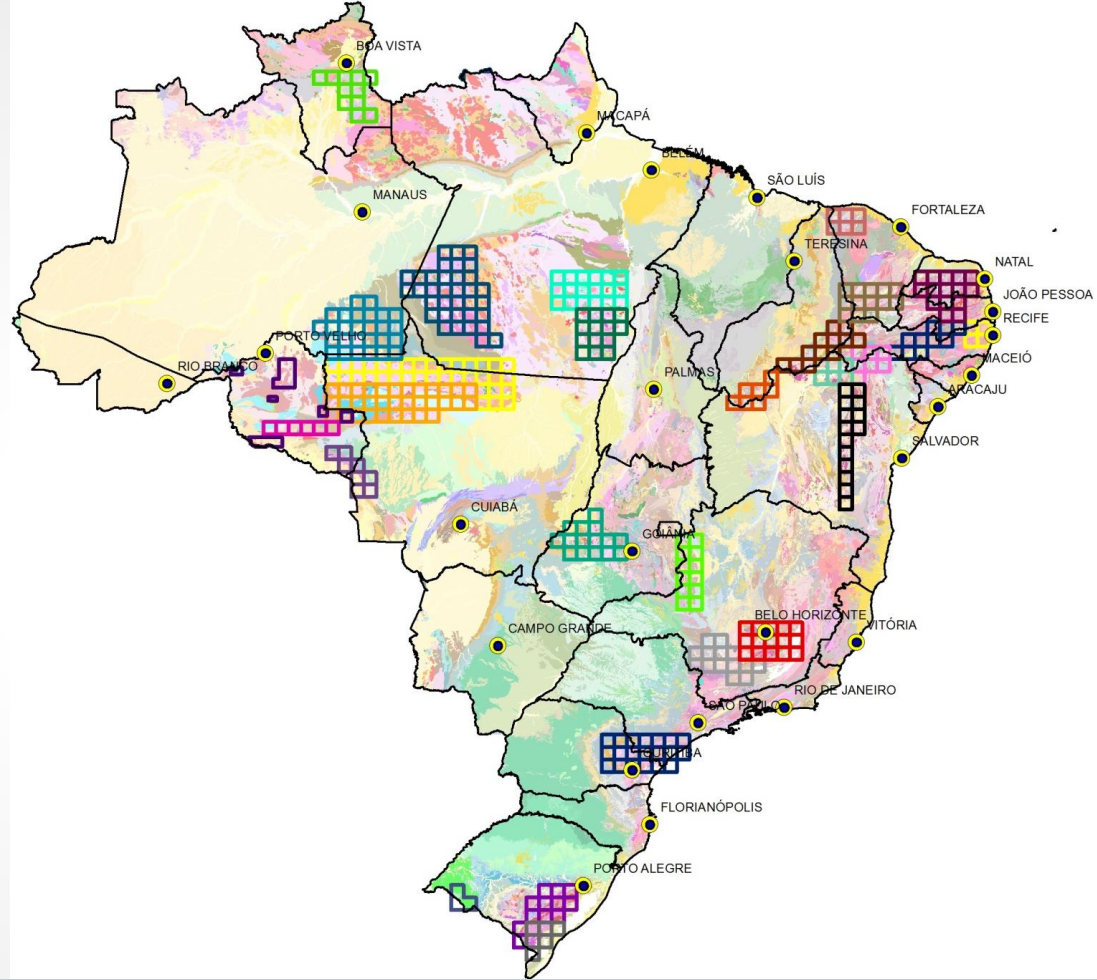 BOA VISTA
MACAPÁ
BELÉM
SÃO LUÍS
MANAUS
FORTALEZA
TERESINA
NATAL
JOÃO PESSOA
RECIFE
PORTO VELHO
MACEIÓ
RIO BRANCO
PALMAS
ARACAJU
SALVADOR
CUIABÁ
GOIÂNIA
BELO HORIZONTE
VITÓRIA
CAMPO GRANDE
RIO DE JANEIRO
SÃO PAULO
CURITIBA
FLORIANÓPOLIS
PORTO ALEGRE